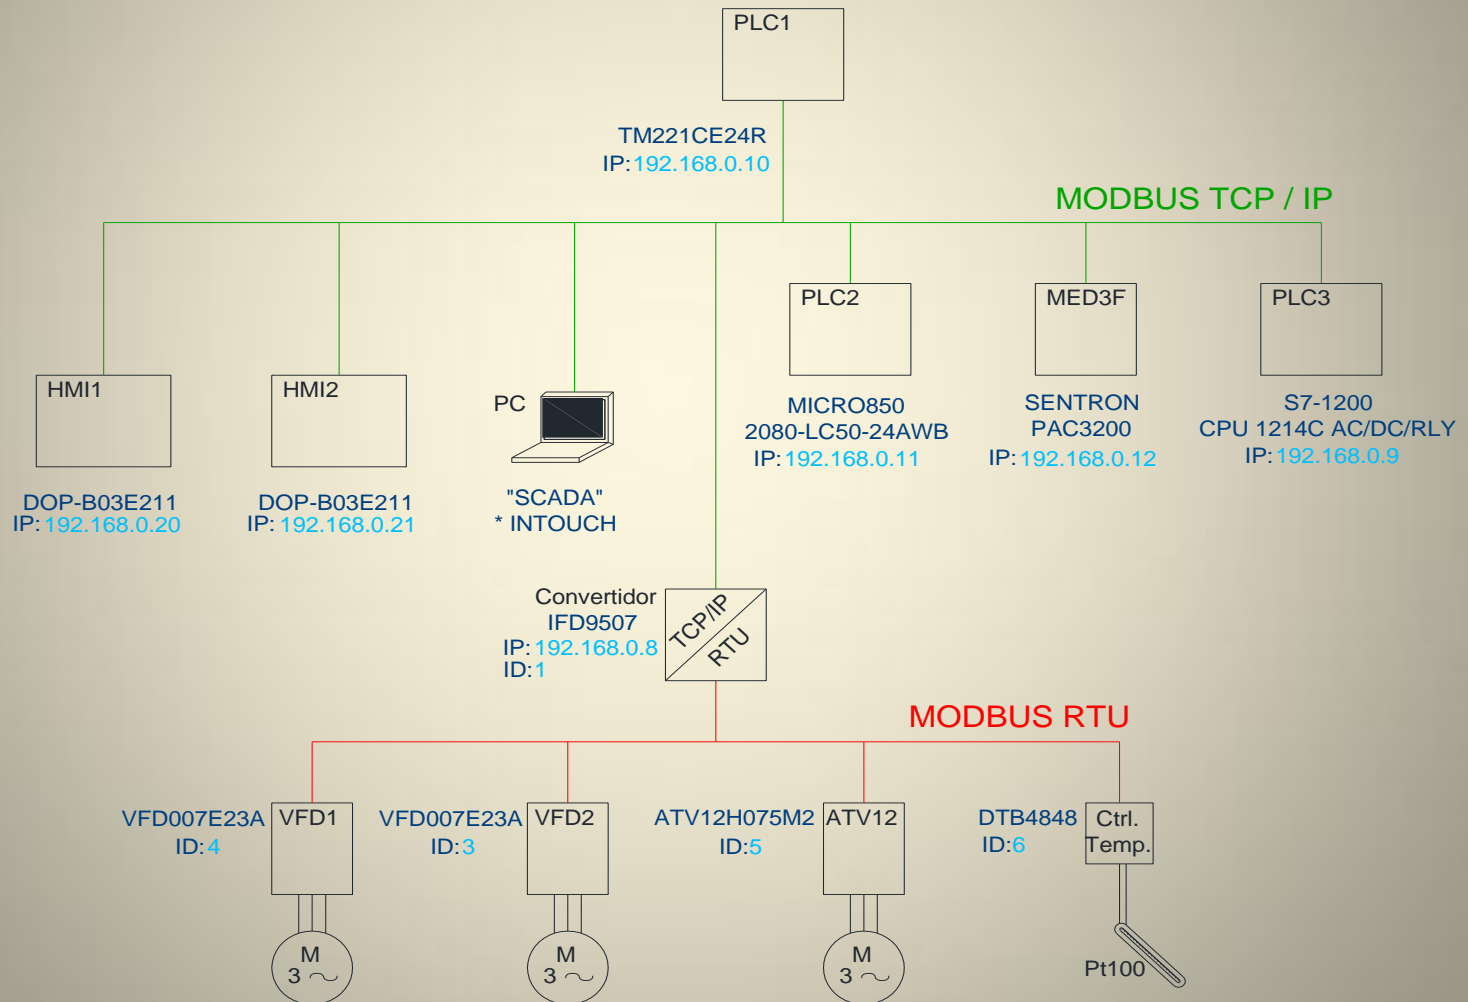 PLC1
TM221CE24R
IP:192.168.0.10
MODBUS TCP / IP
HMI1
DOP-B03E211
IP:192.168.0.20
HMI2
DOP-B03E211
IP:192.168.0.21
PC
"SCADA"
* INTOUCH
PLC2
MICRO850
2080-LC50-24AWB
IP:192.168.0.11
MED3F
SENTRON
PAC3200
IP:192.168.0.12
PLC3
S7-1200
CPU 1214C AC/DC/RLY
IP:192.168.0.9
Convertidor
IFD9507
IP:192.168.0.8
ID:1
TCP/IP
RTU
MODBUS RTU
VFD007E23A
ID:4
VFD1
M
3
VFD007E23A
ID:3
VFD2
M
3
ATV12H075M2
ID:5
ATV12
M
3
DTB4848
ID:6
Ctrl.
Temp.
Pt100